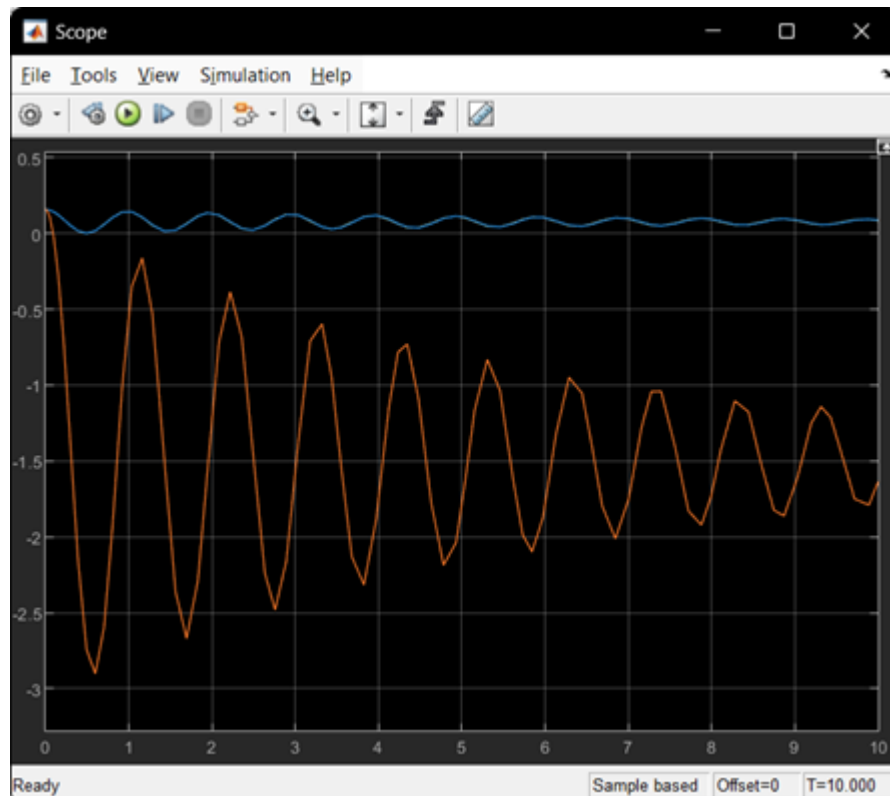 Scope
File Tools View Simulation Help
0.5
0
-0.5
-1
-1.5
-2
-2.5
-3
0 1 2 3 4 5 6 7 8 9 10
Ready Sample based Offset=0 T=10.000